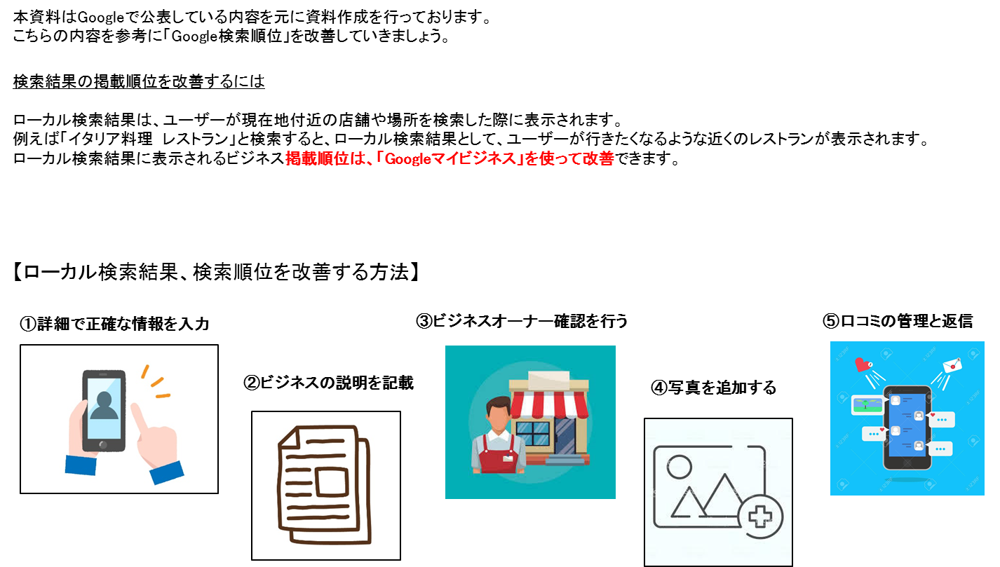 本資料はGoogleで公表している内容を元に資料作成を行っております。
こちらの内容を参考に「Google検索順位」を改善していきましょう。
検索結果の掲載順位を改善するには
ローカル検索結果は、ユーザーが現在地付近の店舗や場所を検索した際に表示されます。
例えば「イタリア料理　レストラン」と検索すると、ローカル検索結果として、ユーザーが行きたくなるような近くのレストランが表示されます。
ローカル検索結果に表示されるビジネス掲載順位は、「Googleマイビジネス」を使って改善できます。
【ローカル検索結果、検索順位を改善する方法】
①詳細で正確な情報を入力
②ビジネスの説明を記載
③ビジネスオーナー確認を行う
④写真を追加する
⑤口コミの管理と返信